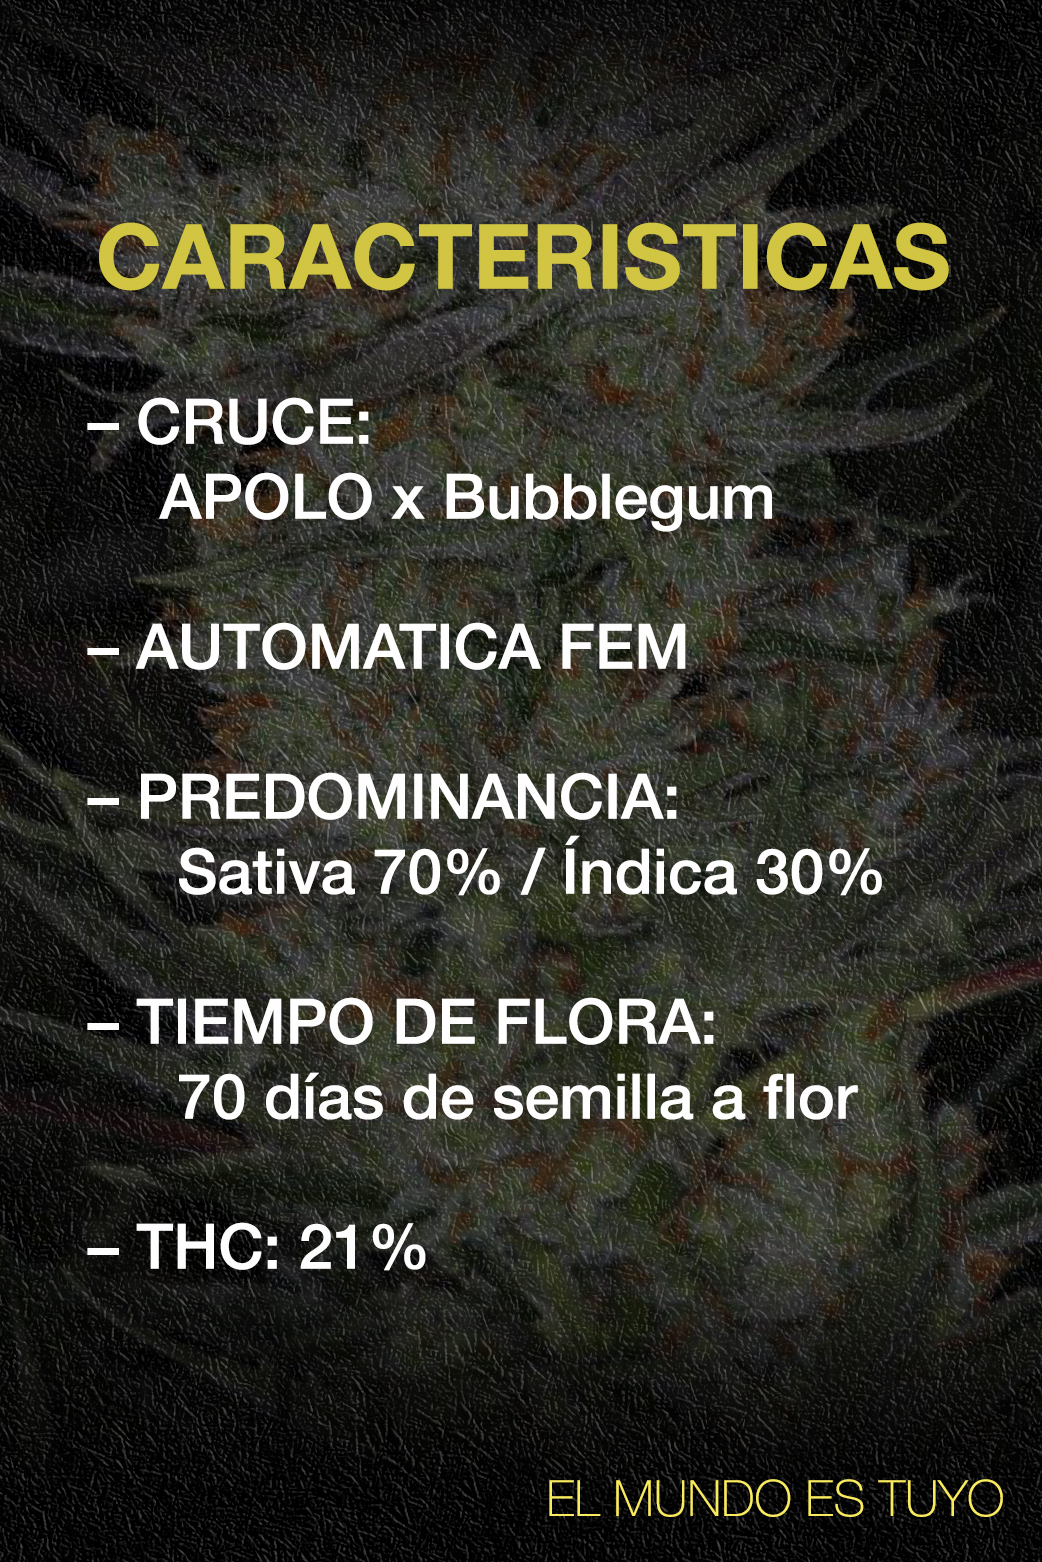 CARACTERISTICAS
– CRUCE:
APOLO x Bubblegum
– AUTOMATICA FEM
– PREDOMINANCIA:
Sativa 70% / Índica 30%
– TIEMPO DE FLORA:
70 días de semilla a flor
– THC: 21%
EL MUNDO ES TUYO